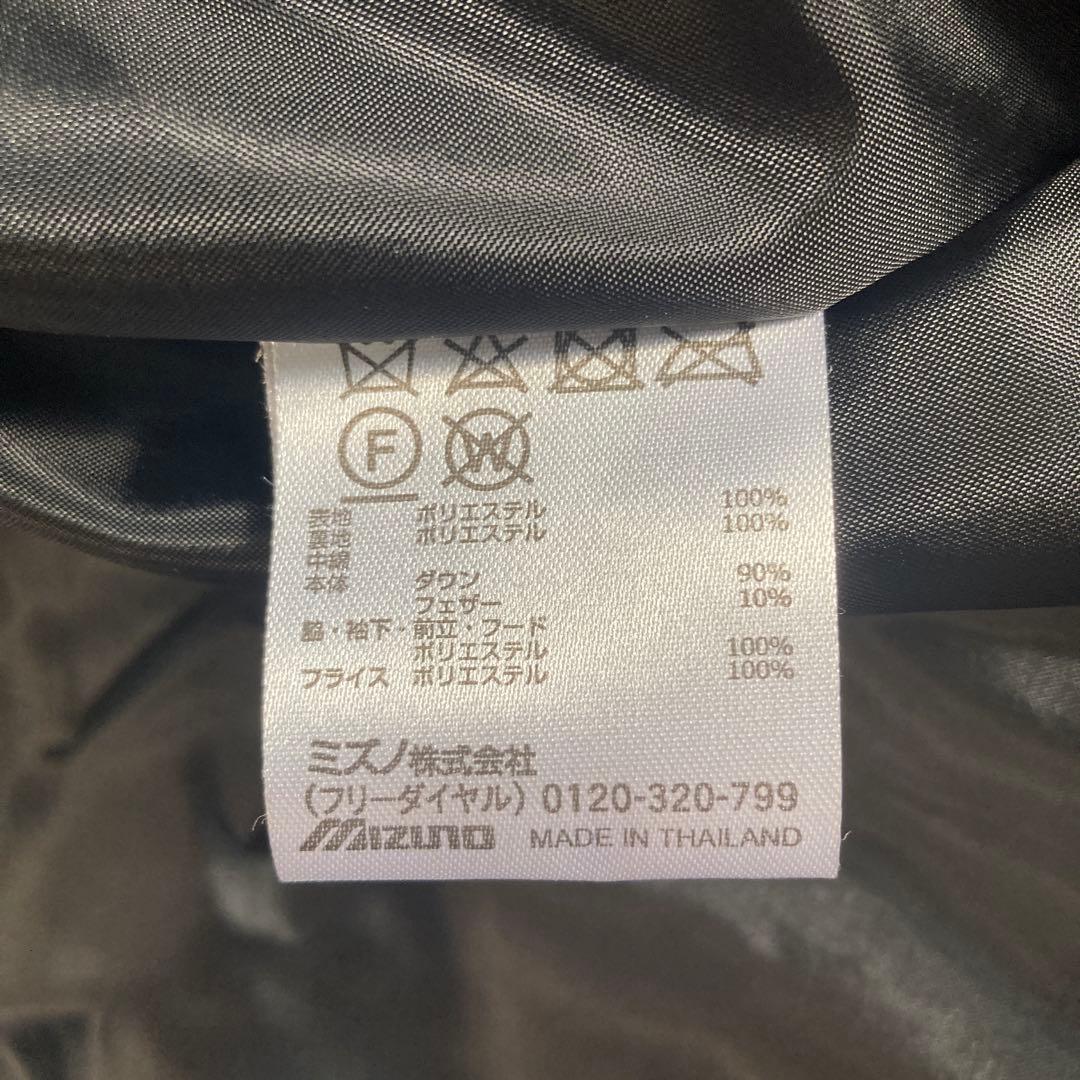 F W
表地 ポリエステル 100%
裏地 ポリエステル 100%
中綿
本体 ダウン 90%
フェザー 10%
脇・袖下・前立・フード
ポリエステル 100%
フライス ポリエステル 100%
ミズノ株式会社
(フリーダイヤル) 0120-320-799
MIZUNO MADE IN THAILAND